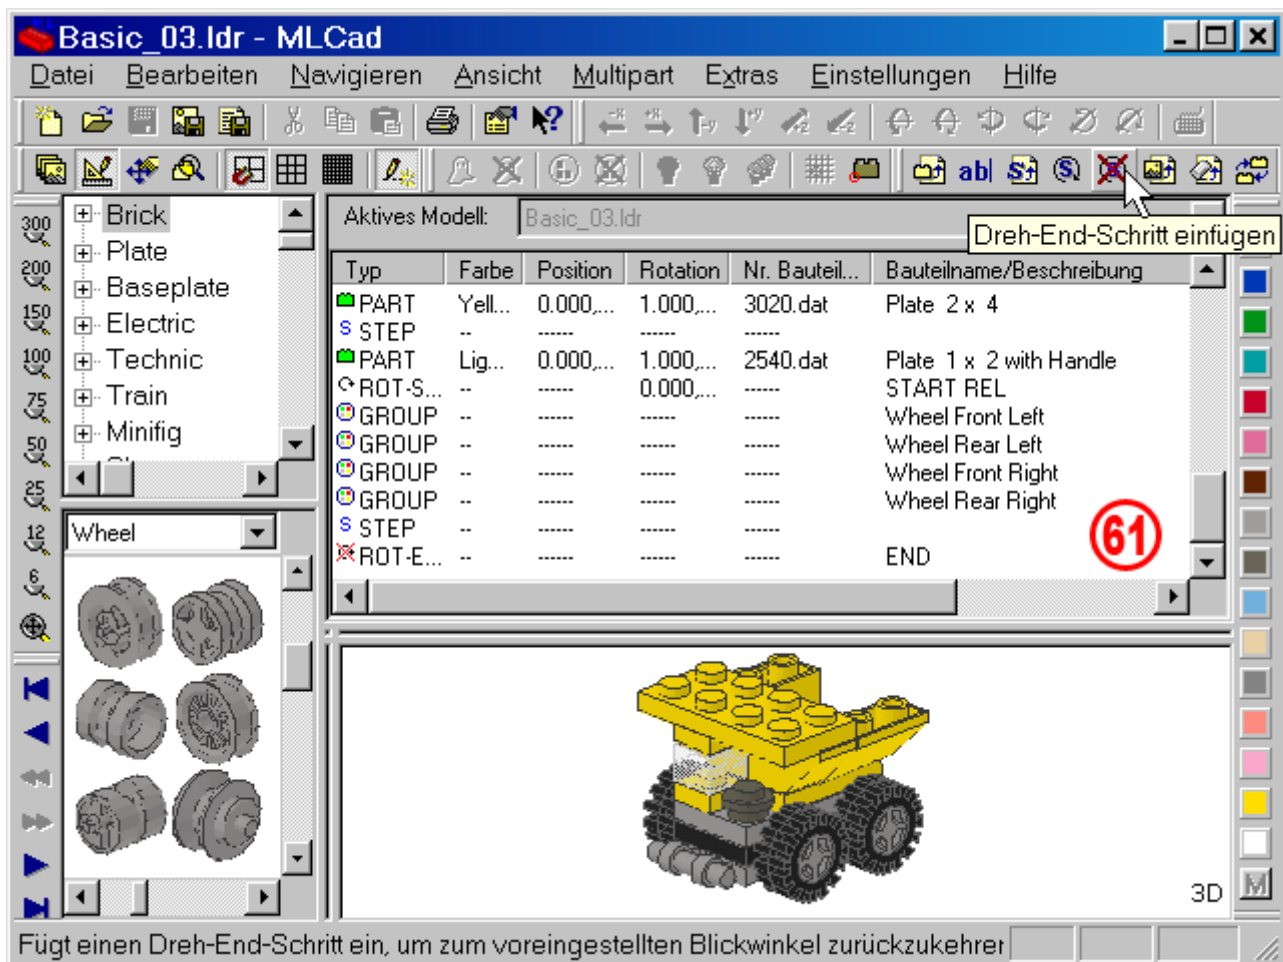 Basic_03.ldr - MLCad
Datei Bearbeiten Navigieren Ansicht Multipart Extras Einstellungen Hilfe
300
200
150
100
75
50
25
12
6
Brick
Plate
Baseplate
Electric
Technic
Train
Minifig
Wheel
Aktives Modell: Basic_03.ldr
Dreh-End-Schritt einfügen
Typ Farbe Position Rotation Nr. Bauteil... Bauteilname/Beschreibung
PART Yell... 0.000,... 1.000,... 3020.dat Plate 2 x 4
STEP -- ------ ------ ------
PART Lig... 0.000,... 1.000,... 2540.dat Plate 1 x 2 with Handle
ROT-S... -- ------ 0.000,... ------ START REL
GROUP -- ------ ------ ------ Wheel Front Left
GROUP -- ------ ------ ------ Wheel Rear Left
GROUP -- ------ ------ ------ Wheel Front Right
GROUP -- ------ ------ ------ Wheel Rear Right
STEP -- ------ ------ ------
ROT-E... -- ------ ------ ------ END
61
3D
M
Fügt einen Dreh-End-Schritt ein, um zum voreingestellten Blickwinkel zurückzukehrer